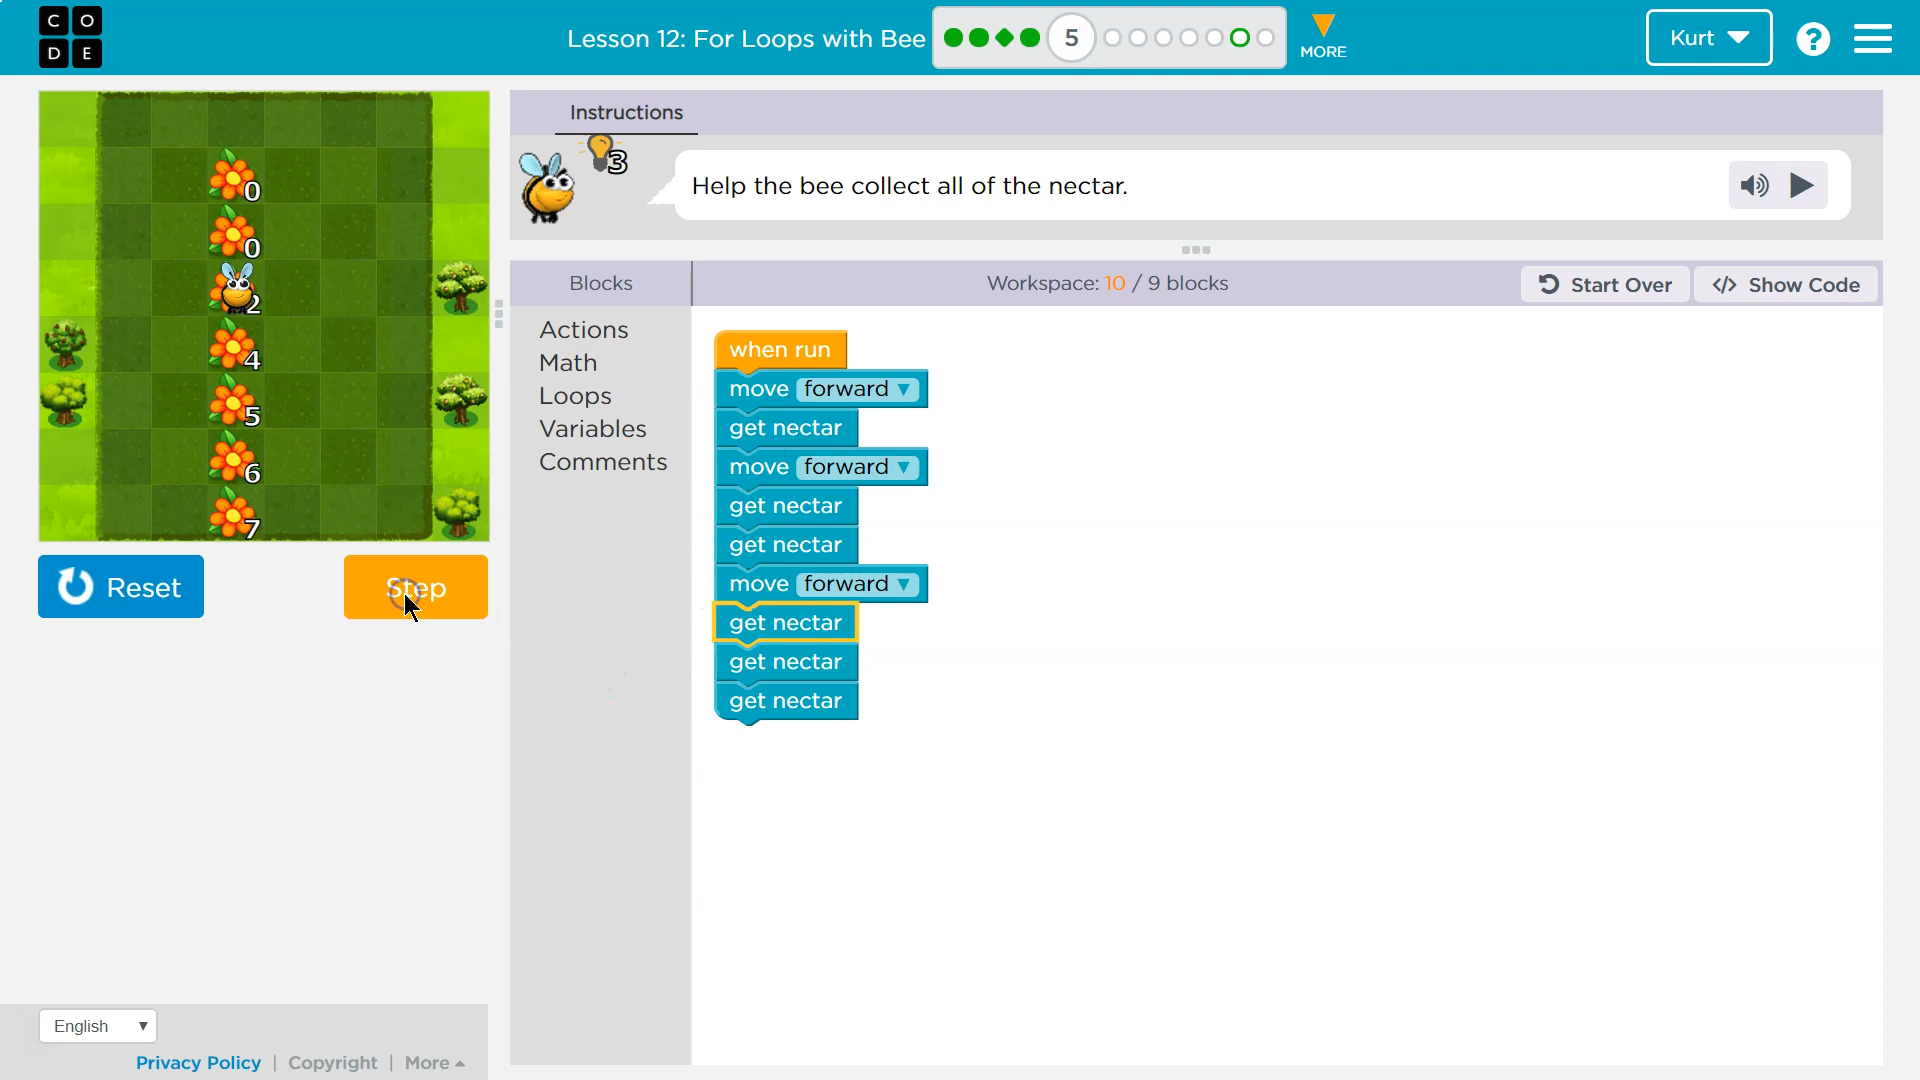 C O
D E
Lesson 12: For Loops with Bee
5
MORE
Kurt
?
0
0
2
4
5
6
7
Reset
Step
Instructions
3
Help the bee collect all of the nectar.
Blocks
Workspace: 10 / 9 blocks
Start Over
</> Show Code
Actions
Math
Loops
Variables
Comments
when run
move forward
get nectar
move forward
get nectar
get nectar
move forward
get nectar
get nectar
get nectar
English
Privacy Policy | Copyright | More